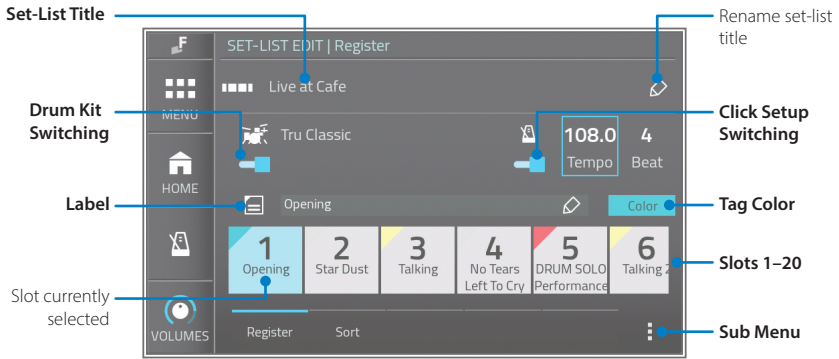 Set-List Title
Rename set-list
title
F
SET-LIST EDIT | Register
Live at Cafe
MENU
Drum Kit
Switching
Tru Classic
108.0
4
Tempo
Beat
Click Setup
Switching
HOME
Label
Opening
Color
Tag Color
1
Opening
2
Star Dust
3
Talking
4
No Tears
Left To Cry
5
DRUM SOLO
Performance
6
Talking 2
Slots 1–20
Slot currently
selected
VOLUMES
Register
Sort
Sub Menu